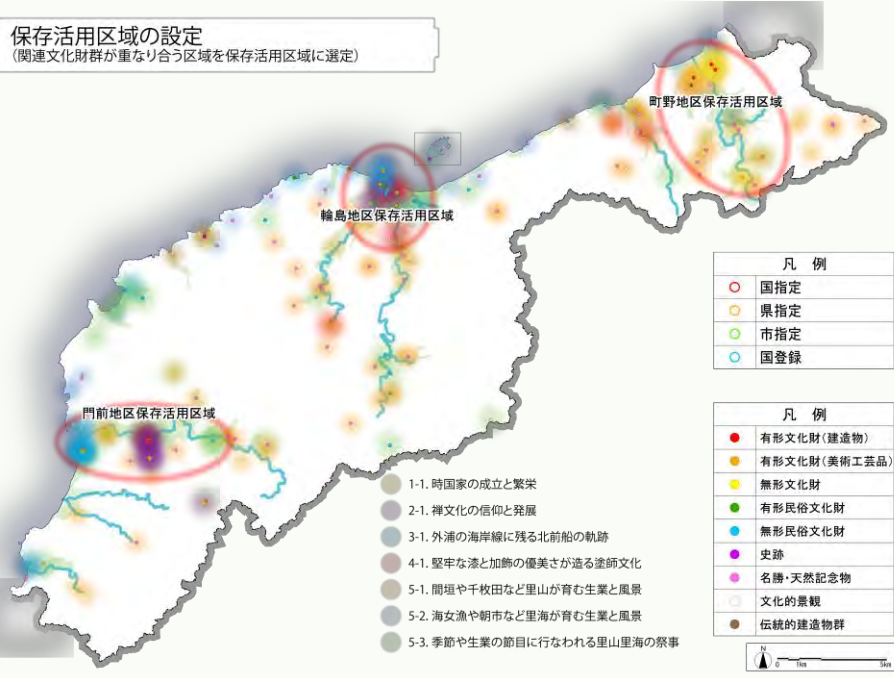 保存活用区域の設定
(関連文化財群が重なり合う区域を保存活用区域に選定)
町野地区保存活用区域
輪島地区保存活用区域
門前地区保存活用区域
凡 例
国指定
県指定
市指定
国登録
凡 例
有形文化財(建造物)
有形文化財(美術工芸品)
無形文化財
有形民俗文化財
無形民俗文化財
史跡
名勝・天然記念物
文化的景観
伝統的建造物群
1-1. 時国家の成立と繁栄
2-1. 禅文化の信仰と発展
3-1. 外浦の海岸線に残る北前船の軌跡
4-1. 堅牢な漆と加飾の優美さが造る塗師文化
5-1. 間垣や千枚田など里山が育む生業と風景
5-2. 海女漁や朝市など里海が育む生業と風景
5-3. 季節や生業の節目に行なわれる里山里海の祭事
N
0 1km 5km